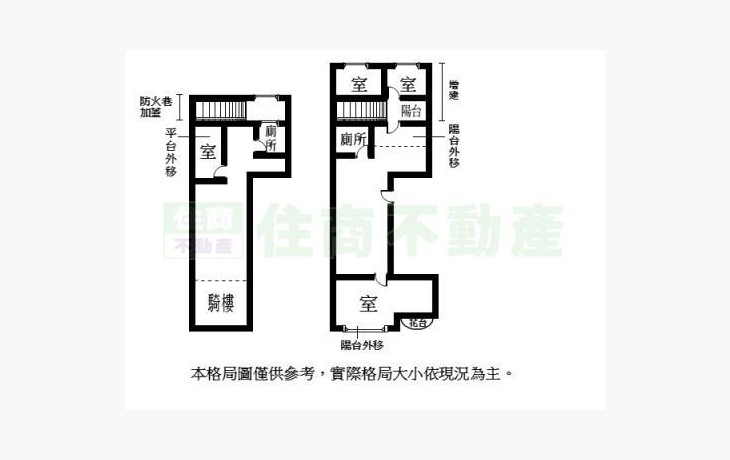 防火巷
加蓋
平台外移
室
廁所
騎樓
室
室
增建
陽台
廁所
陽台外移
室
花台
陽台外移
住商
不動產
住商不動產
本格局圖僅供參考，實際格局大小依現況為主。